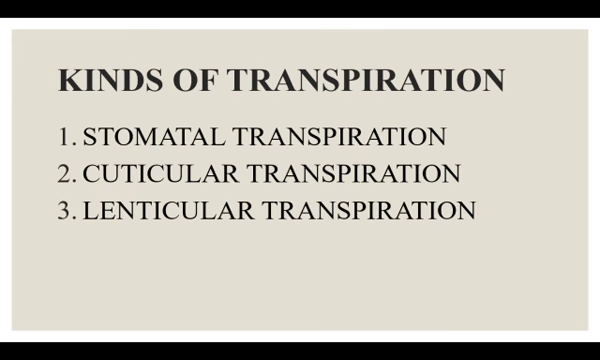 KINDS OF TRANSPIRATION
1. STOMATAL TRANSPIRATION
2. CUTICULAR TRANSPIRATION
3. LENTICULAR TRANSPIRATION